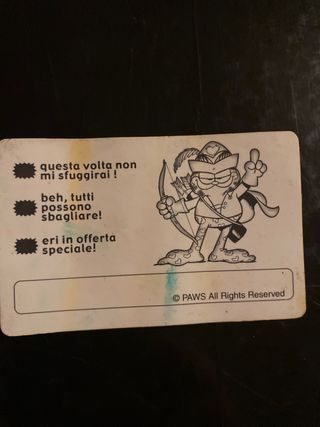 questa volta non
mi sfuggirai !
beh, tutti
possono
sbagliare!
eri in offerta
speciale!
© PAWS All Rights Reserved